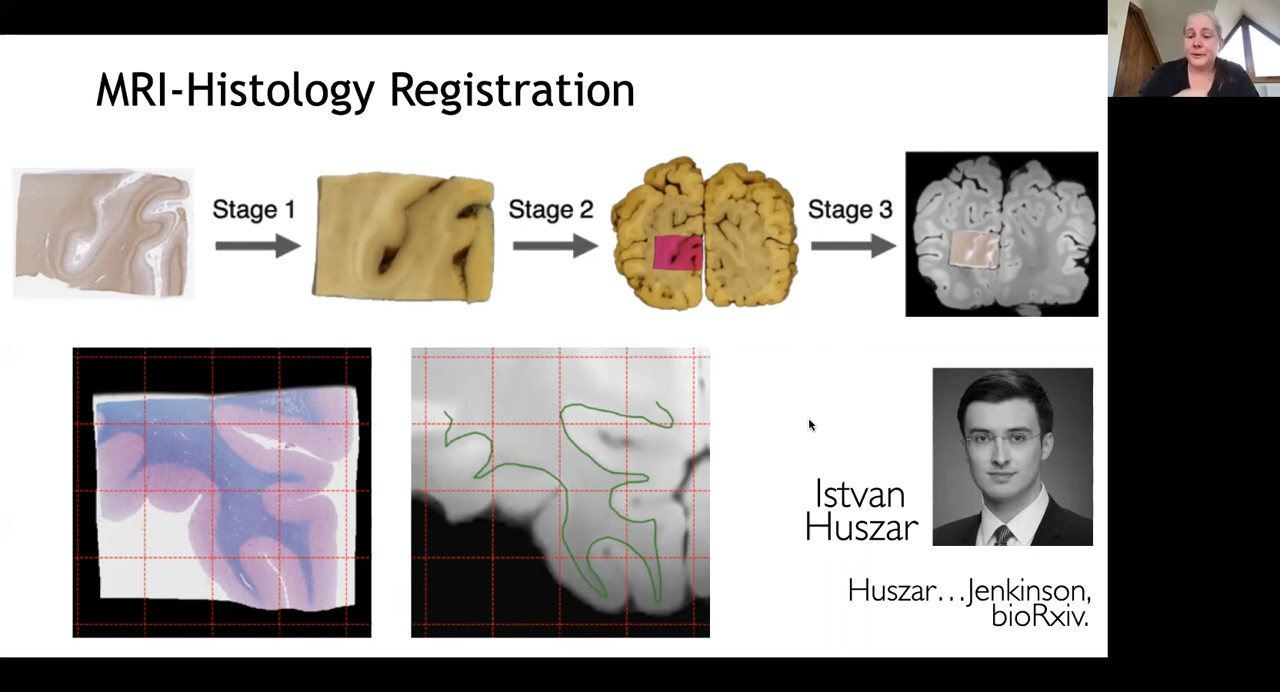 MRI-Histology Registration
Stage 1
Stage 2
Stage 3
Istvan
Huszar
Huszar...Jenkinson,
bioRxiv.